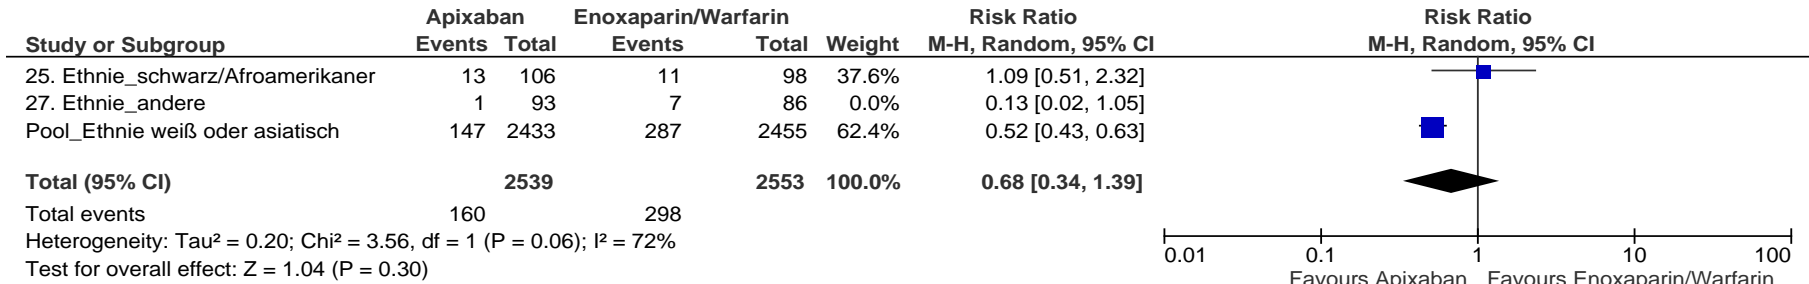 Apixaban Enoxaparin/Warfarin Risk Ratio Risk Ratio
Study or Subgroup Events Total Events Total Weight M-H, Random, 95% CI M-H, Random, 95% CI
25. Ethnie_schwarz/Afroamerikaner 13 106 11 98 37.6% 1.09 [0.51, 2.32]
27. Ethnie_andere 1 93 7 86 0.0% 0.13 [0.02, 1.05]
Pool_Ethnie weiß oder asiatisch 147 2433 287 2455 62.4% 0.52 [0.43, 0.63]
Total (95% CI) 2539 2553 100.0% 0.68 [0.34, 1.39]
Total events 160 298
Heterogeneity: Tau² = 0.20; Chi² = 3.56, df = 1 (P = 0.06); I² = 72%
Test for overall effect: Z = 1.04 (P = 0.30)
0.01 0.1 1 10 100
Favours Apixaban Favours Enoxaparin/Warfarin